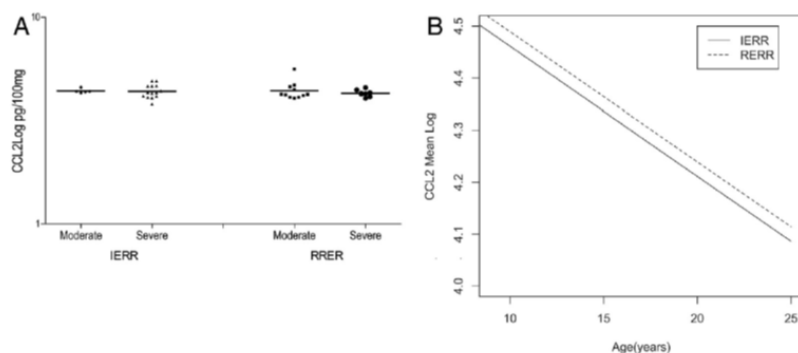 A
10
CCL2Log pg/100mg
1
Moderate
Severe
Moderate
Severe
IERR
RRER
B
4.5
4.4
4.3
4.2
4.1
4.0
CCL2 Mean Log
IERR
RERR
10
15
20
25
Age(years)